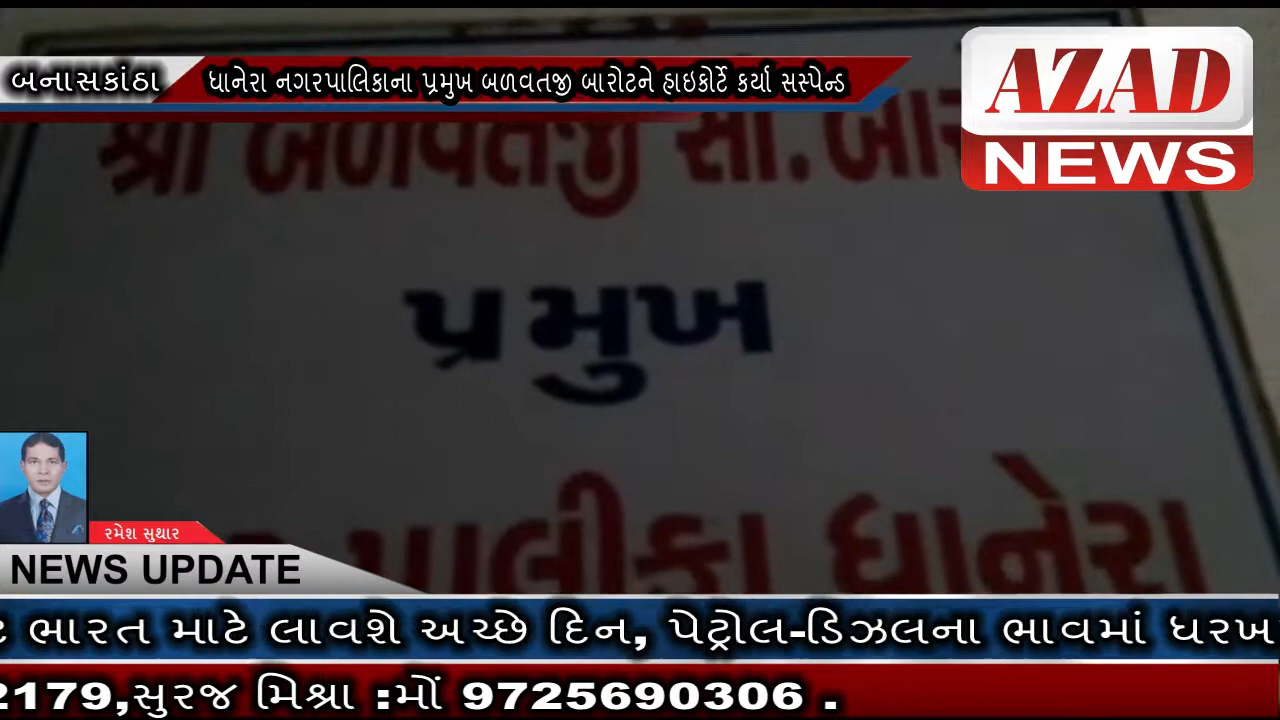 બનાસકાંઠા
ધાનેરા નગરપાલિકાના પ્રમુખ બળવતજી બારોટને હાઇકોર્ટે કર્યા સસ્પેન્ડ
AZAD
NEWS
શ્રી બળવતજી સી.
પ્રમુખ
પાલીકા ધાનેરા
રમેશ સુથાર
NEWS UPDATE
ભારત માટે લાવશે અચ્છે દિન, પેટ્રોલ-ડિઝલના ભાવમાં
2179,સુરજ મિશ્રા :મોં 9725690306 .